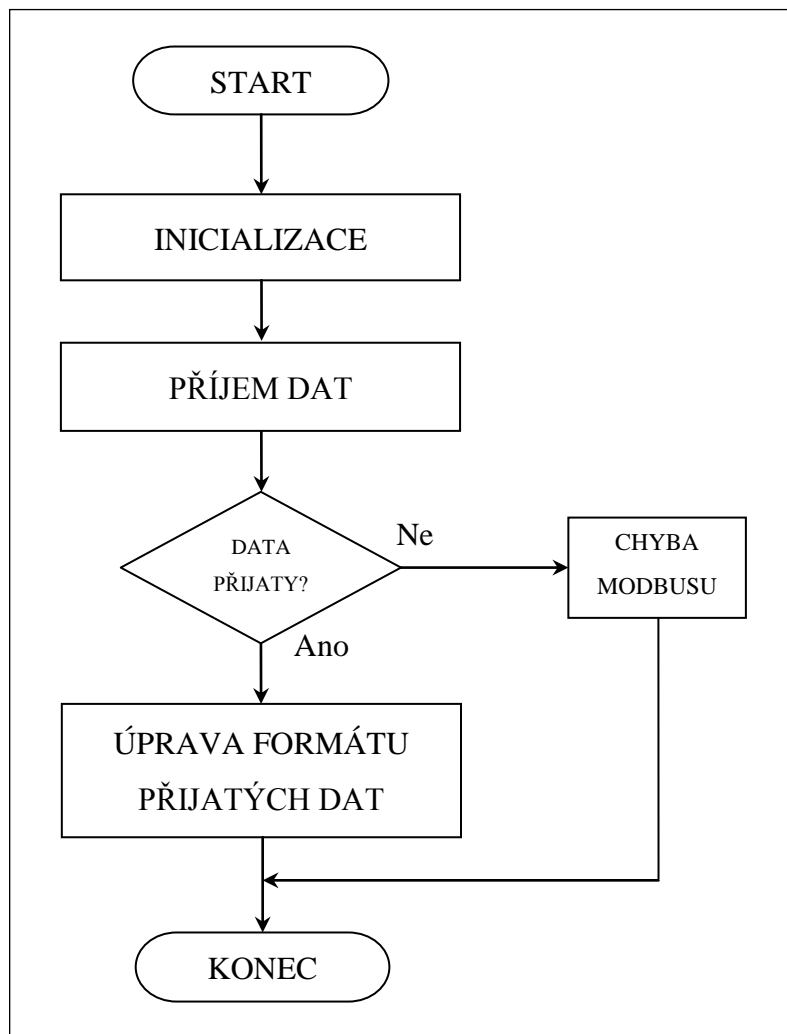 START
INICIALIZACE
PŘÍJEM DAT
DATA
PŘIJATY?
Ne
CHYBA
MODBUSU
Ano
ÚPRAVA FORMÁTU
PŘIJATÝCH DAT
KONEC